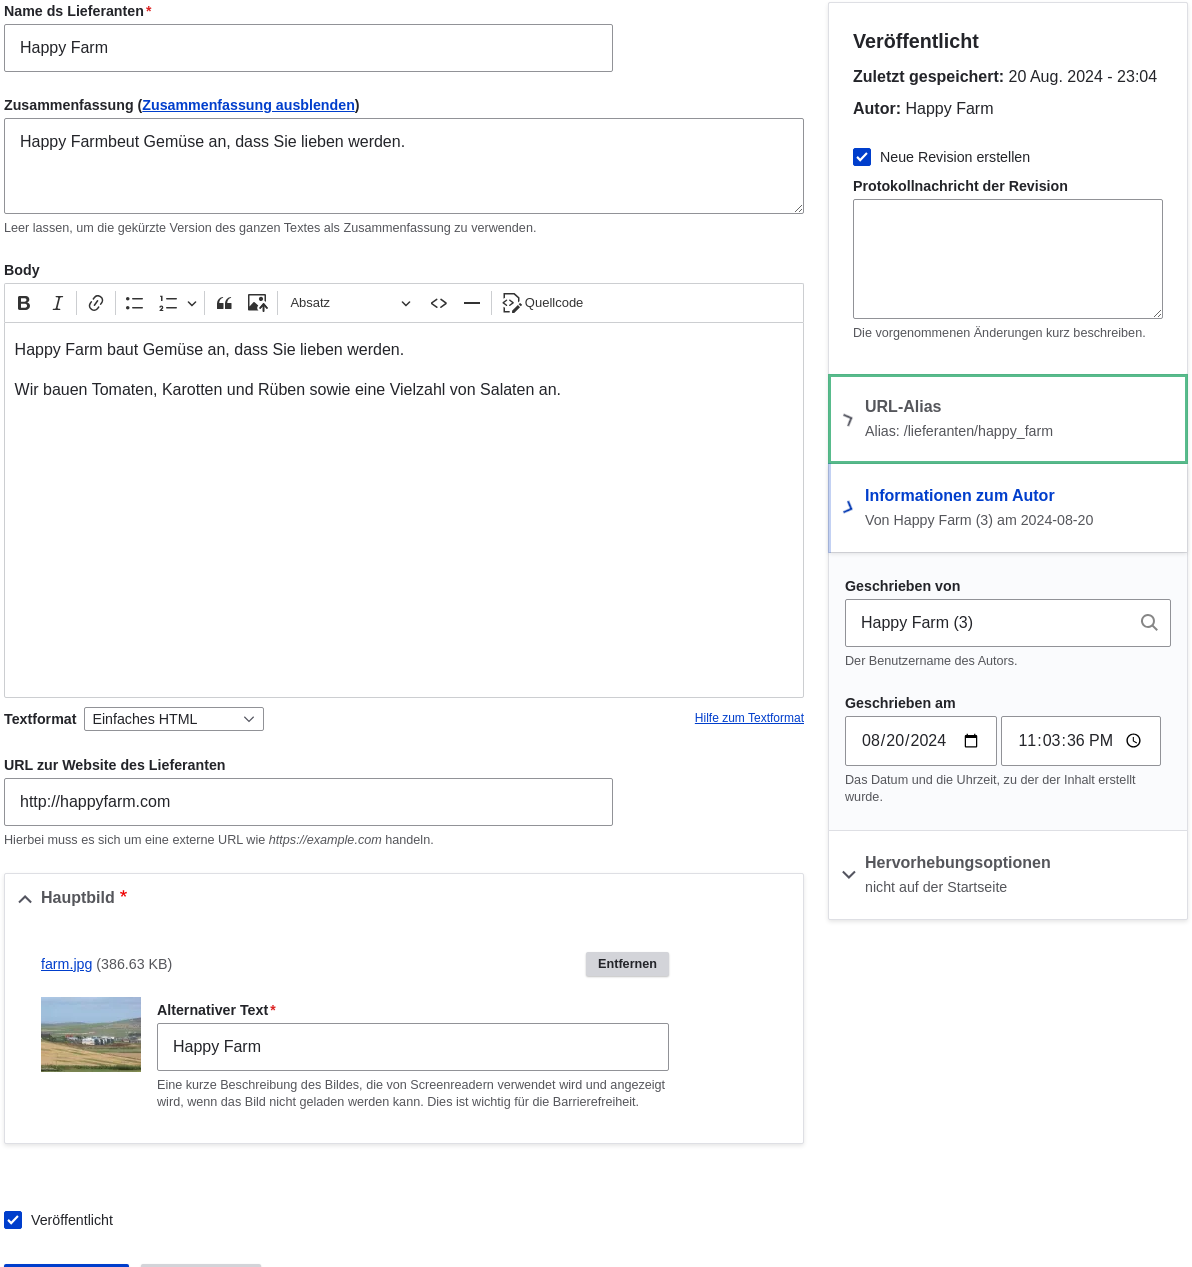 Name ds Lieferanten*
Happy Farm
Zusammenfassung (Zusammenfassung ausblenden)
Happy Farmbeut Gemüse an, dass Sie lieben werden.
Leer lassen, um die gekürzte Version des ganzen Textes als Zusammenfassung zu verwenden.
Body
B I Absatz Quellcode
Happy Farm baut Gemüse an, dass Sie lieben werden.
Wir bauen Tomaten, Karotten und Rüben sowie eine Vielzahl von Salaten an.
Textformat Einfaches HTML Hilfe zum Textformat
URL zur Website des Lieferanten
http://happyfarm.com
Hierbei muss es sich um eine externe URL wie https://example.com handeln.
Hauptbild *
farm.jpg (386.63 KB) Entfernen
Alternativer Text*
Happy Farm
Eine kurze Beschreibung des Bildes, die von Screenreadern verwendet wird und angezeigt
wird, wenn das Bild nicht geladen werden kann. Dies ist wichtig für die Barrierefreiheit.
Veröffentlicht
Veröffentlicht
Zuletzt gespeichert: 20 Aug. 2024 - 23:04
Autor: Happy Farm
Neue Revision erstellen
Protokollnachricht der Revision
Die vorgenommenen Änderungen kurz beschreiben.
URL-Alias
Alias: /lieferanten/happy_farm
Informationen zum Autor
Von Happy Farm (3) am 2024-08-20
Geschrieben von
Happy Farm (3)
Der Benutzername des Autors.
Geschrieben am
08/20/2024 11:03:36 PM
Das Datum und die Uhrzeit, zu der der Inhalt erstellt
wurde.
Hervorhebungsoptionen
nicht auf der Startseite